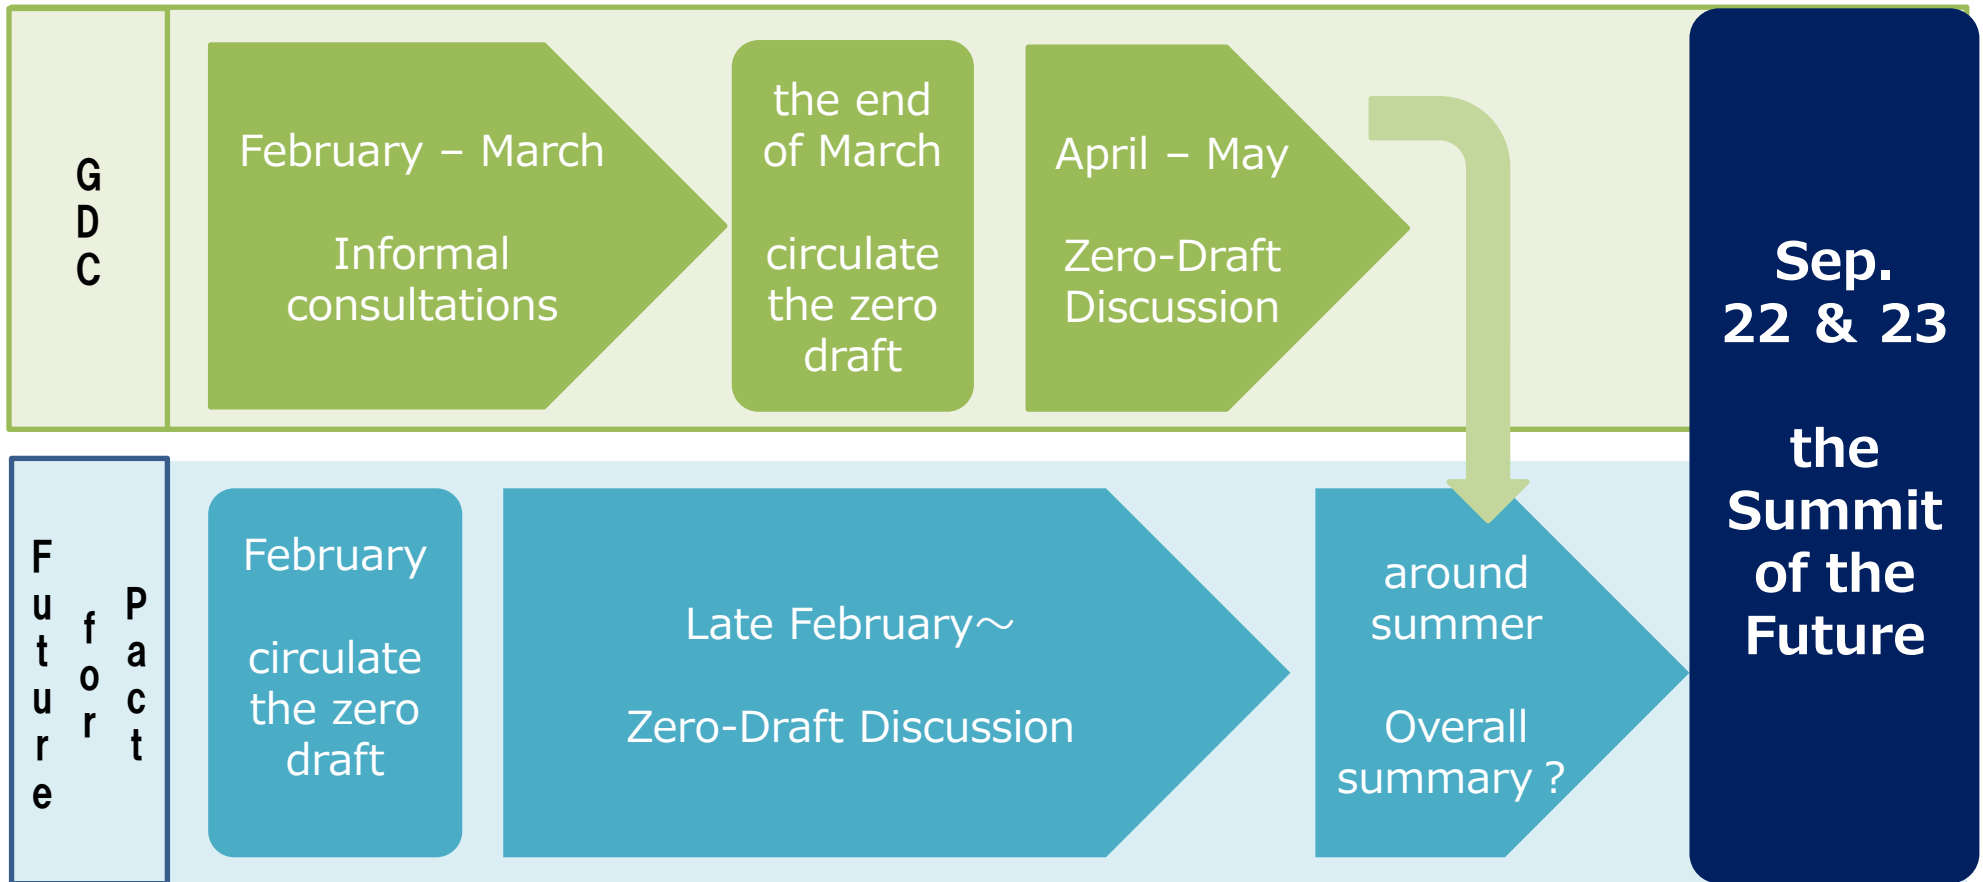 GDC
February – March
Informal
consultations
the end
of March
circulate
the zero
draft
April – May
Zero-Draft
Discussion
Pact
for
Future
February
circulate
the zero
draft
Late February～
Zero-Draft Discussion
around
summer
Overall
summary？
Sep.
22 & 23
the
Summit
of the
Future